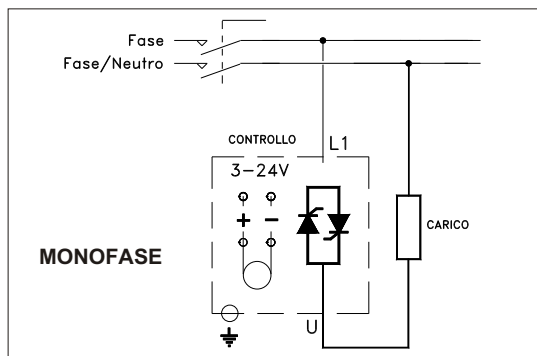 Fase
Fase/Neutro
CONTROLLO
L1
3-24V
+ -
CARICO
MONOFASE
U